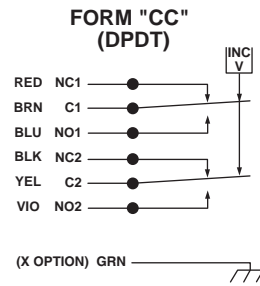 FORM "CC"
(DPDT)
INC
V
RED NC1
BRN C1
BLU NO1
BLK NC2
YEL C2
VIO NO2
(X OPTION) GRN